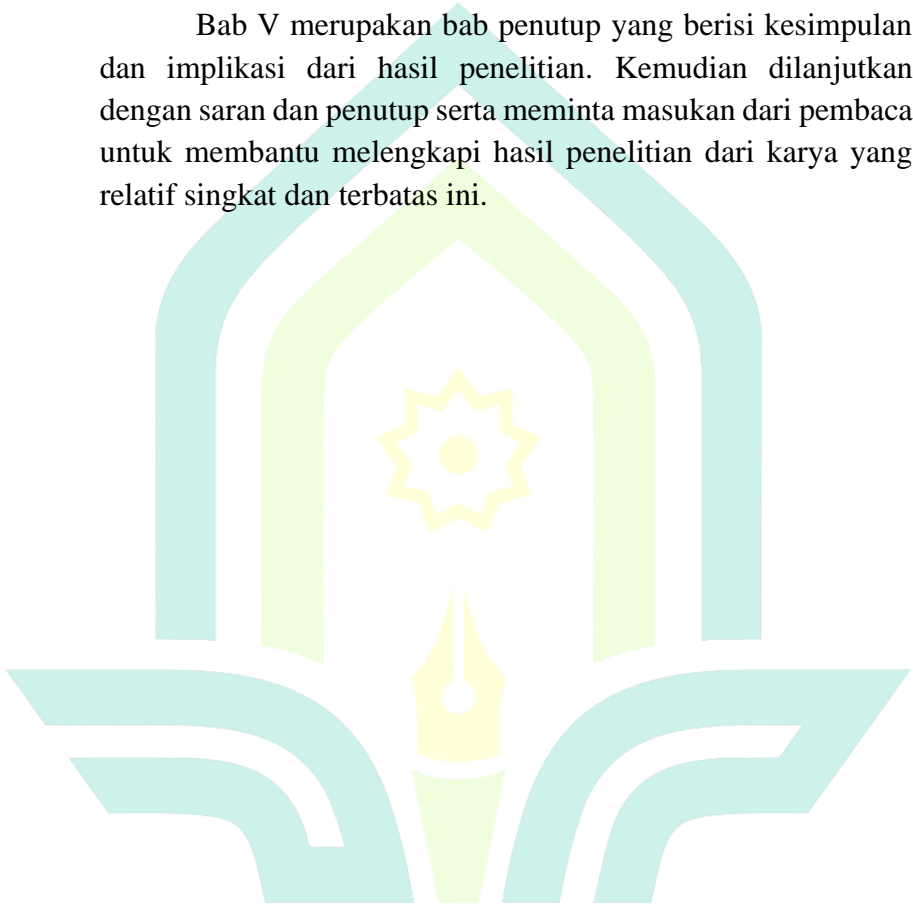 Bab V merupakan bab penutup yang berisi kesimpulan
dan implikasi dari hasil penelitian. Kemudian dilanjutkan
dengan saran dan penutup serta meminta masukan dari pembaca
untuk membantu melengkapi hasil penelitian dari karya yang
relatif singkat dan terbatas ini.